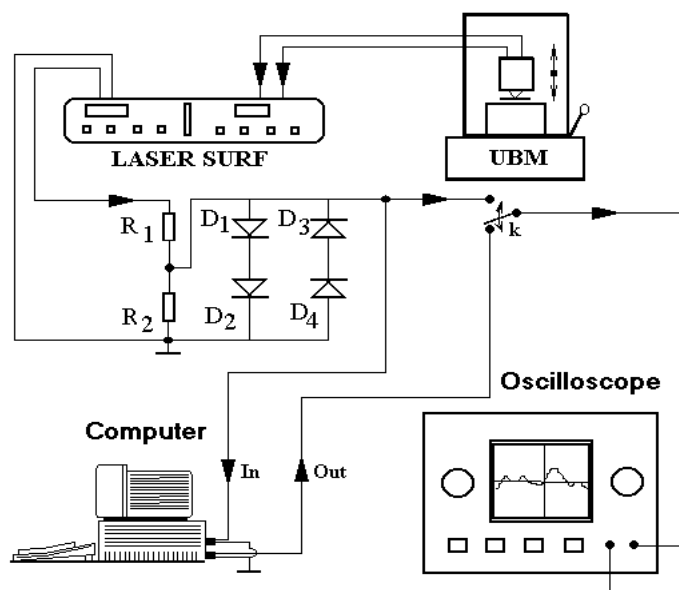 LASER SURF
UBM
R1
D1
D3
k
R2
D2
D4
Oscilloscope
Computer
In
Out